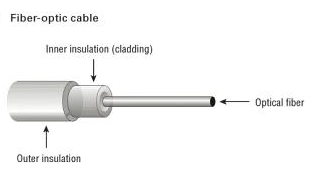 Fiber-optic cable
Inner insulation (cladding)
Optical fiber
Outer insulation